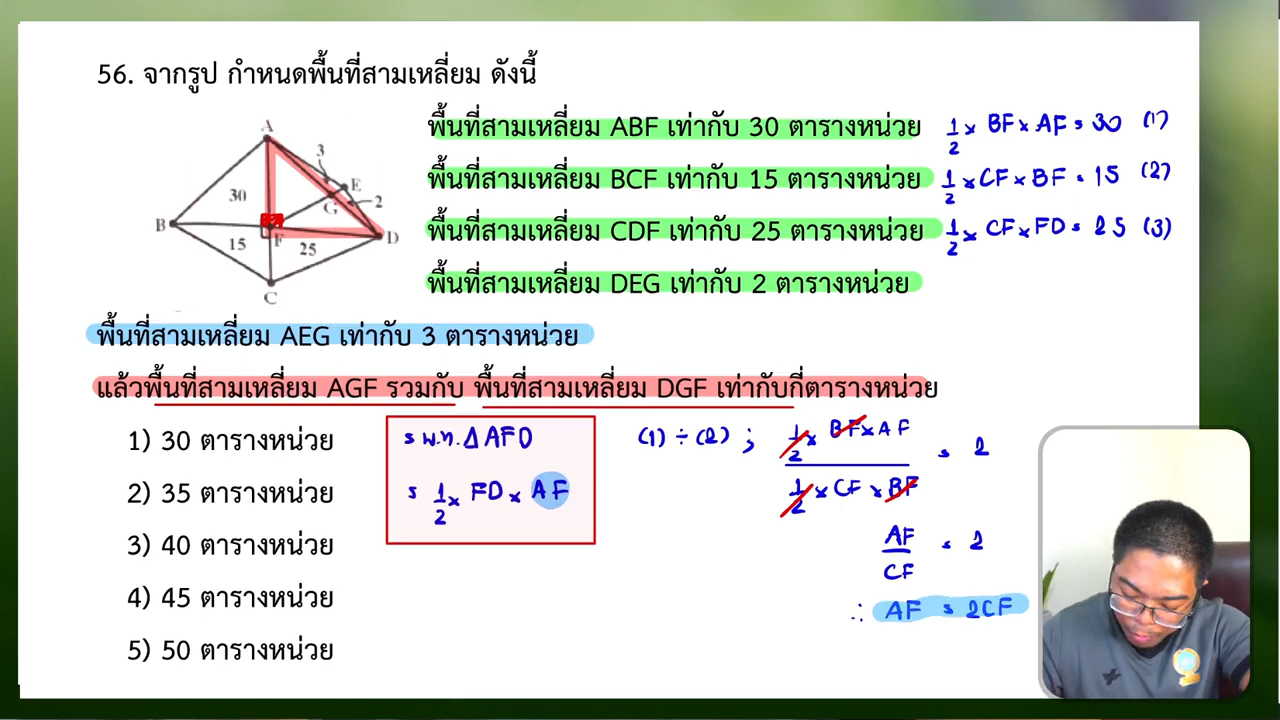 56. จากรูป กำหนดพื้นที่สามเหลี่ยม ดังนี้
พื้นที่สามเหลี่ยม ABF เท่ากับ 30 ตารางหน่วย
1/2 × BF × AF = 30 (1)
พื้นที่สามเหลี่ยม BCF เท่ากับ 15 ตารางหน่วย
1/2 × CF × BF = 15 (2)
พื้นที่สามเหลี่ยม CDF เท่ากับ 25 ตารางหน่วย
1/2 × CF × FD = 25 (3)
พื้นที่สามเหลี่ยม DEG เท่ากับ 2 ตารางหน่วย
A
3
E
30
G
2
B
F
D
15
25
C
พื้นที่สามเหลี่ยม AEG เท่ากับ 3 ตารางหน่วย
แล้วพื้นที่สามเหลี่ยม AGF รวมกับ พื้นที่สามเหลี่ยม DGF เท่ากับกี่ตารางหน่วย
1) 30 ตารางหน่วย
2) 35 ตารางหน่วย
3) 40 ตารางหน่วย
4) 45 ตารางหน่วย
5) 50 ตารางหน่วย
= พ.ท. Δ AFD
= 1/2 × FD × AF
(1) ÷ (2) ; 1/2 × BF × AF = 2
1/2 × CF × BF
AF = 2
CF
∴ AF = 2CF